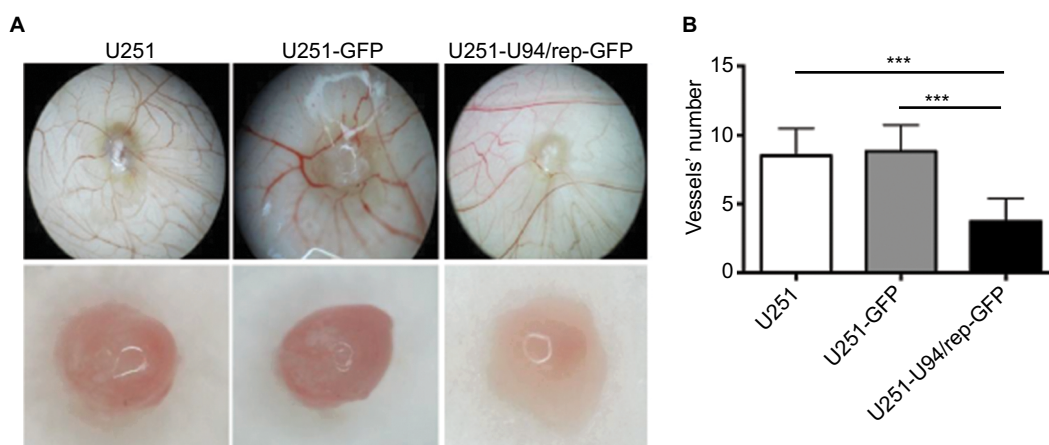 A
U251
U251-GFP
U251-U94/rep-GFP
B
Vessels' number
15
10
5
0
***
***
U251
U251-GFP
U251-U94/rep-GFP